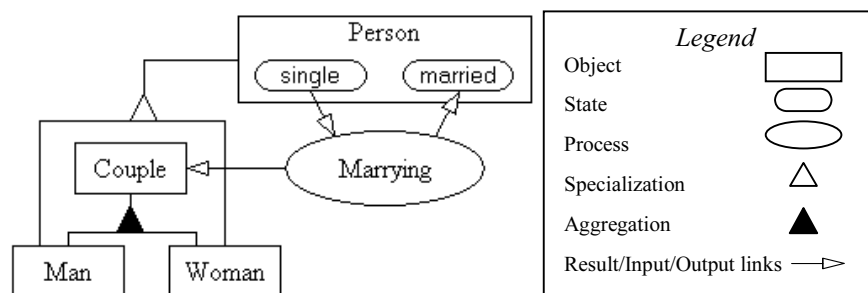 Person
single married
Couple
Marrying
Man
Woman
Legend
Object
State
Process
Specialization
Aggregation
Result/Input/Output links